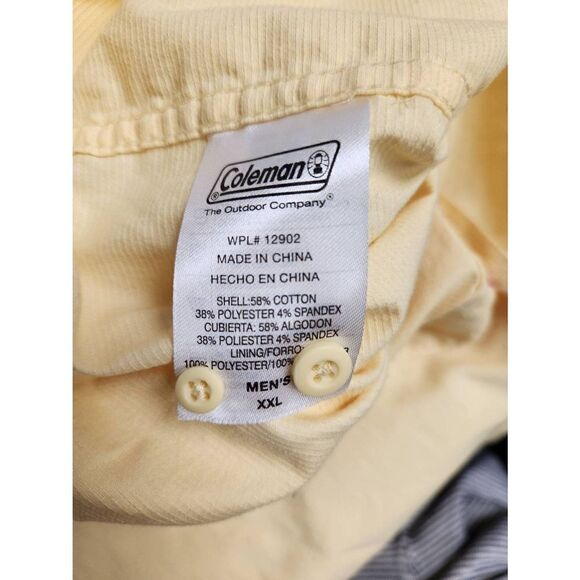 Coleman
The Outdoor Company®
WPL# 12902
MADE IN CHINA
HECHO EN CHINA
SHELL:58% COTTON
38% POLYESTER 4% SPANDEX
CUBIERTA: 58% ALGODON
38% POLIESTER 4% SPANDEX
LINING/FORRO:
100% POLYESTER/100%
MEN'S
XXL